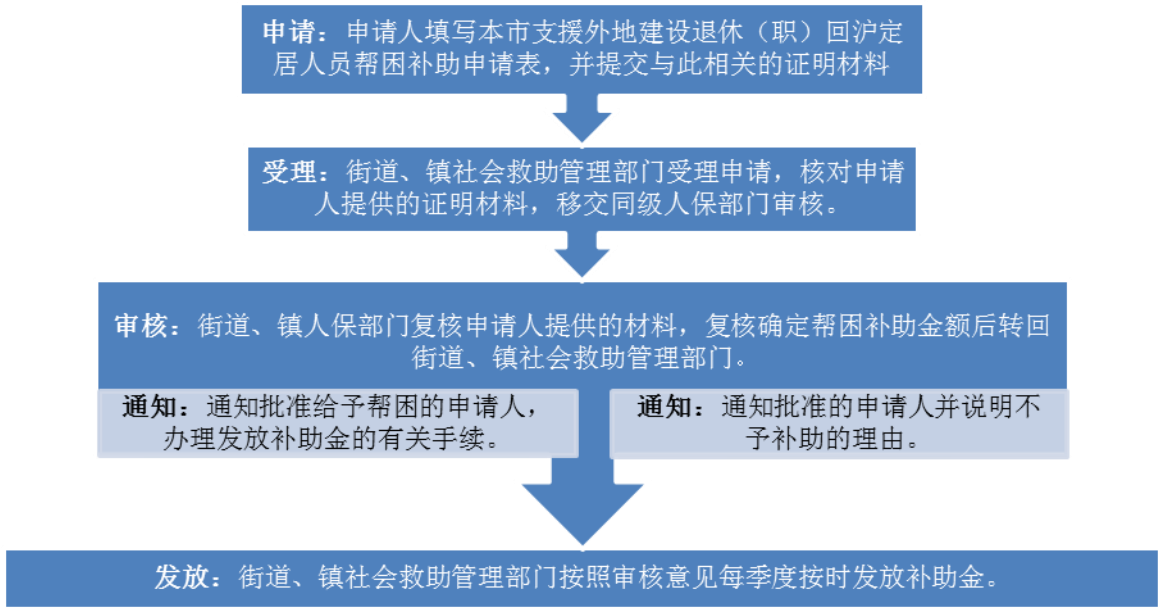 申请：申请人填写本市支援外地建设退休（职）回沪定
居人员帮困补助申请表，并提交与此相关的证明材料
受理：街道、镇社会救助管理部门受理申请，核对申请
人提供的证明材料，移交同级人保部门审核。
审核：街道、镇人保部门复核申请人提供的材料，复核确定帮困补助金额后转回
街道、镇社会救助管理部门。
通知：通知批准给予帮困的申请人，
办理发放补助金的有关手续。
通知：通知批准的申请人并说明不
予补助的理由。
发放：街道、镇社会救助管理部门按照审核意见每季度按时发放补助金。